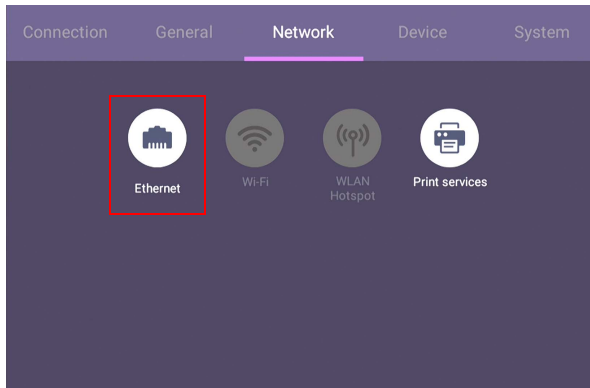 Connection General Network Device System
Ethernet Wi-Fi WLAN Print services
Hotspot